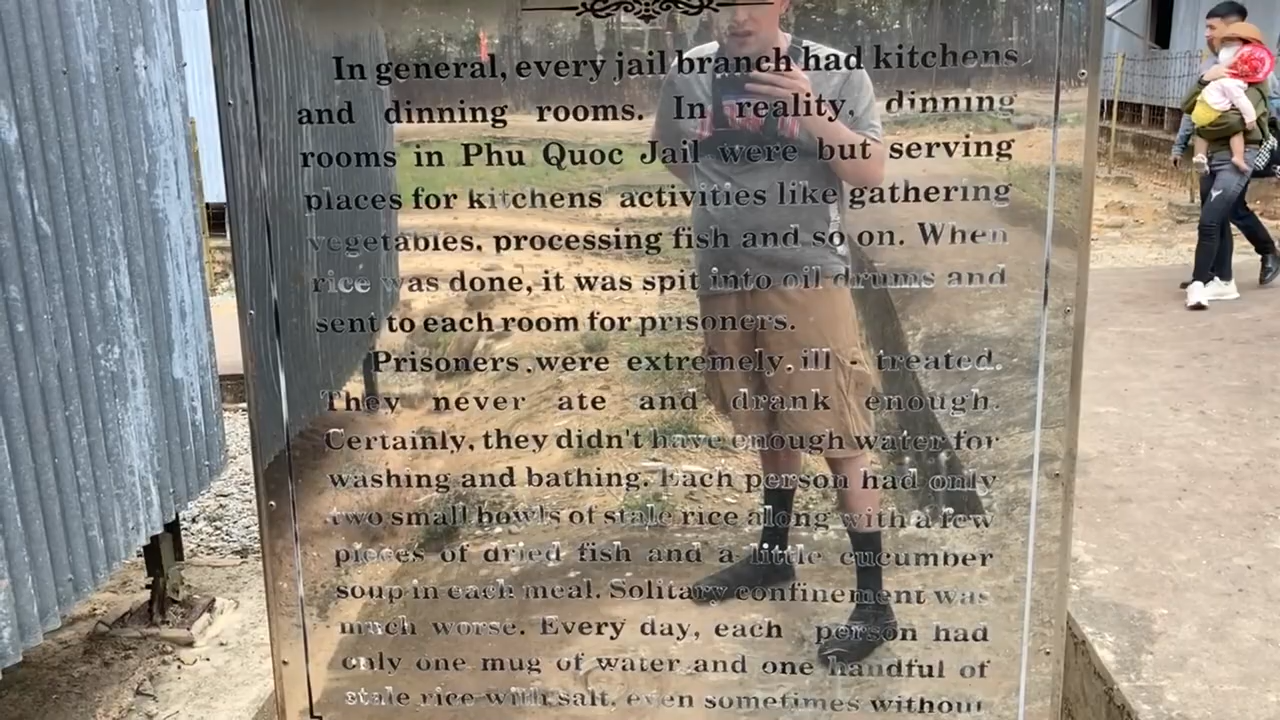 In general, every jail branch had kitchens
and dinning rooms. In reality, dinning
rooms in Phu Quoc Jail were but serving
places for kitchens activities like gathering
vegetables. processing fish and so on. When
rice was done, it was spit into oil drums and
sent to each room for prisoners.
Prisoners were extremely ill - treated.
They never ate and drank enough.
Certainly, they didn't have enough water for
washing and bathing. Each person had only
two small bowls of stale rice along with a few
pieces of dried fish and a little cucumber
soup in each meal. Solitary confinement was
much worse. Every day, each person had
only one mug of water and one handful of
stale rice with salt, even sometimes without